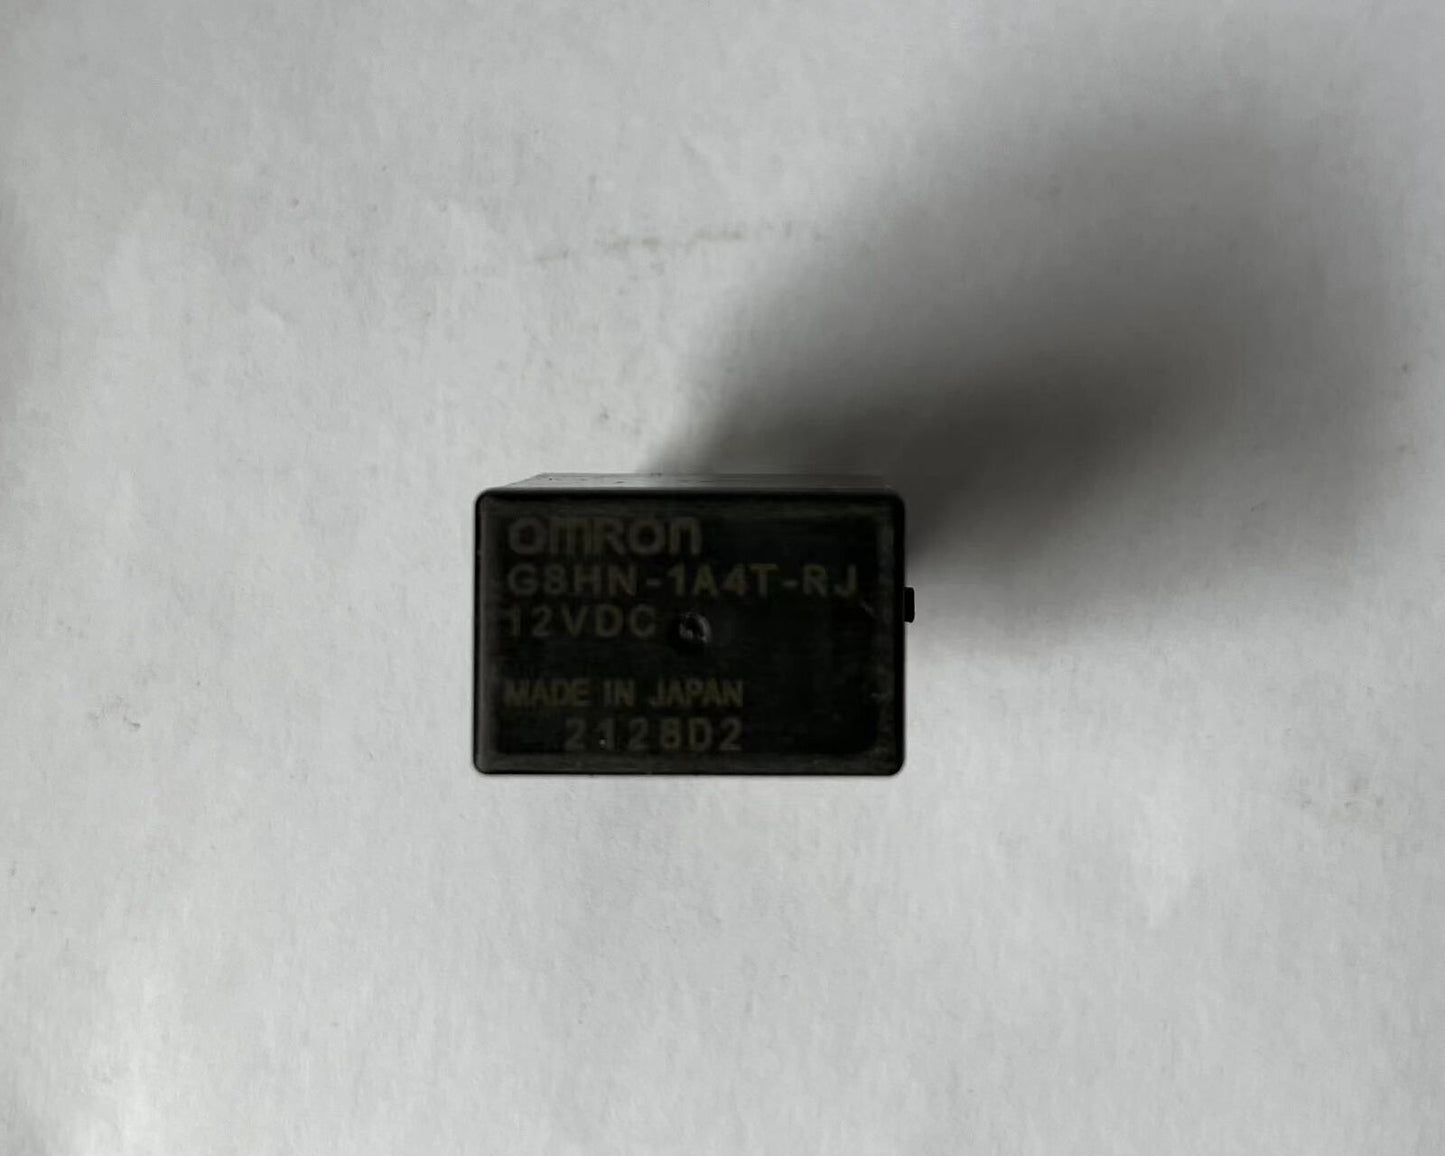 omron
G8HN-1A4T-RJ
12VDC
MADE IN JAPAN
2128D2